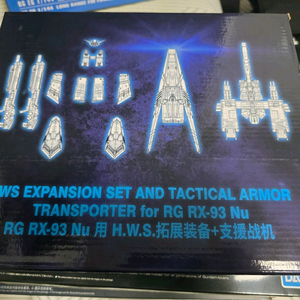 WS EXPANSION SET AND TACTICAL ARMOR
TRANSPORTER for RG RX-93 Nu
RG RX-93 Nu 用 H.W.S.拓展装备+支援战机